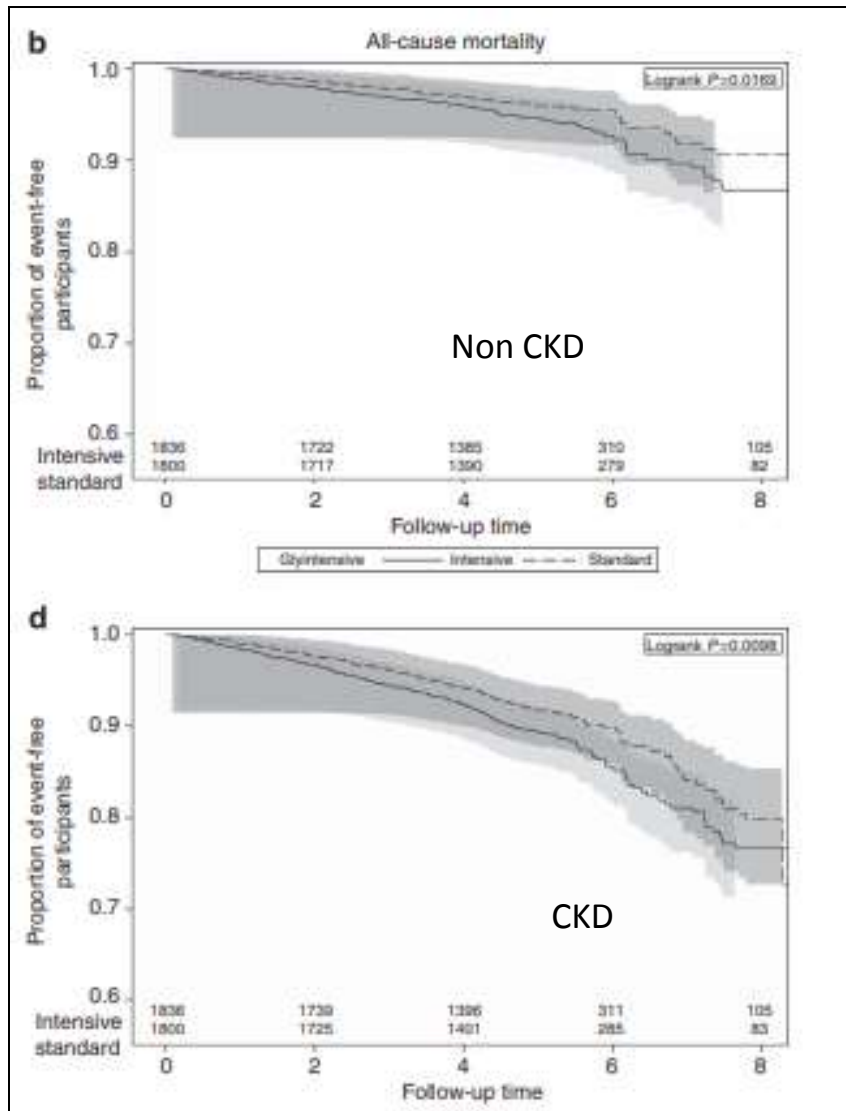 b
All-cause mortality
Logrank P=0.0169
Proportion of event-free
participants
1.0
0.9
0.8
0.7
0.6
Non CKD
Intensive 1836 1722 1385 310 105
standard 1800 1717 1390 279 82
0 2 4 6 8
Follow-up time
Glyintensive Intensive Standard
d
Logrank P=0.0098
Proportion of event-free
participants
1.0
0.9
0.8
0.7
0.6
CKD
Intensive 1836 1739 1396 311 105
standard 1800 1725 1401 285 83
0 2 4 6 8
Follow-up time